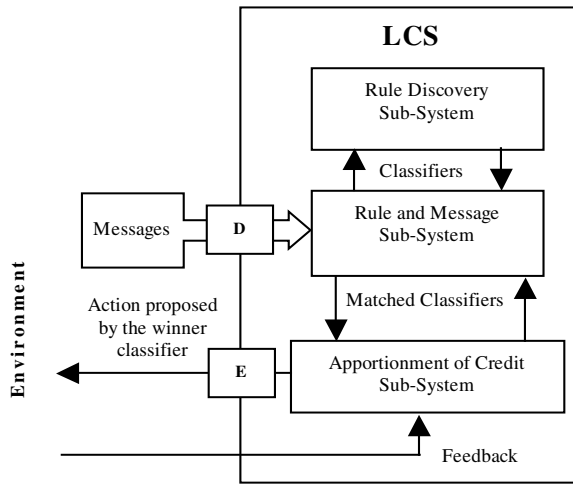 LCS
Rule Discovery
Sub-System
Classifiers
Messages
D
Rule and Message
Sub-System
Matched Classifiers
Action proposed
by the winner
classifier
Environment
E
Apportionment of Credit
Sub-System
Feedback